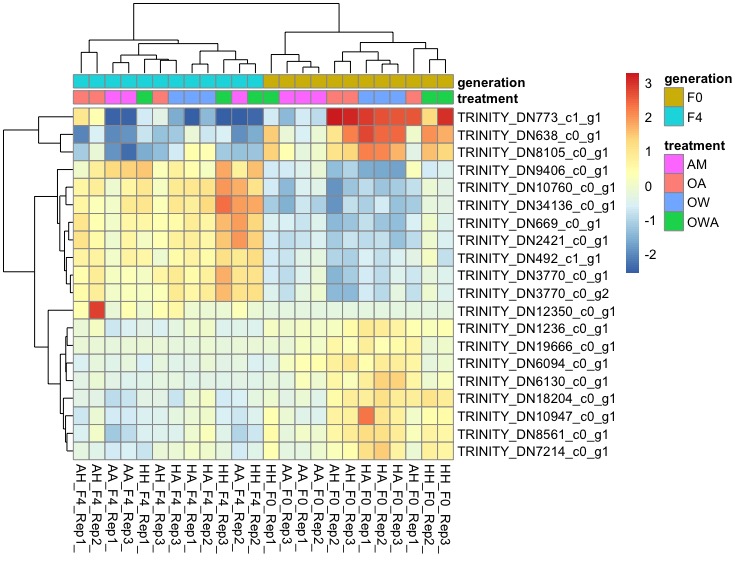 generation
treatment
TRINITY_DN773_c1_g1
TRINITY_DN638_c0_g1
TRINITY_DN8105_c0_g1
TRINITY_DN9406_c0_g1
TRINITY_DN10760_c0_g1
TRINITY_DN34136_c0_g1
TRINITY_DN669_c0_g1
TRINITY_DN2421_c0_g1
TRINITY_DN492_c1_g1
TRINITY_DN3770_c0_g1
TRINITY_DN3770_c0_g2
TRINITY_DN12350_c0_g1
TRINITY_DN1236_c0_g1
TRINITY_DN19666_c0_g1
TRINITY_DN6094_c0_g1
TRINITY_DN6130_c0_g1
TRINITY_DN18204_c0_g1
TRINITY_DN10947_c0_g1
TRINITY_DN8561_c0_g1
TRINITY_DN7214_c0_g1
AH_F4_Rep1
AH_F4_Rep2
AA_F4_Rep1
AA_F4_Rep3
HH_F4_Rep1
AH_F4_Rep3
HA_F4_Rep1
HA_F4_Rep3
HA_F4_Rep2
HH_F4_Rep3
AA_F4_Rep2
HH_F4_Rep2
HH_F0_Rep1
AA_F0_Rep3
AA_F0_Rep1
AA_F0_Rep2
AH_F0_Rep2
AH_F0_Rep3
HA_F0_Rep1
HA_F0_Rep2
HA_F0_Rep3
AH_F0_Rep1
HH_F0_Rep2
HH_F0_Rep3
3
2
1
0
-1
-2
generation
F0
F4
treatment
AM
OA
OW
OWA